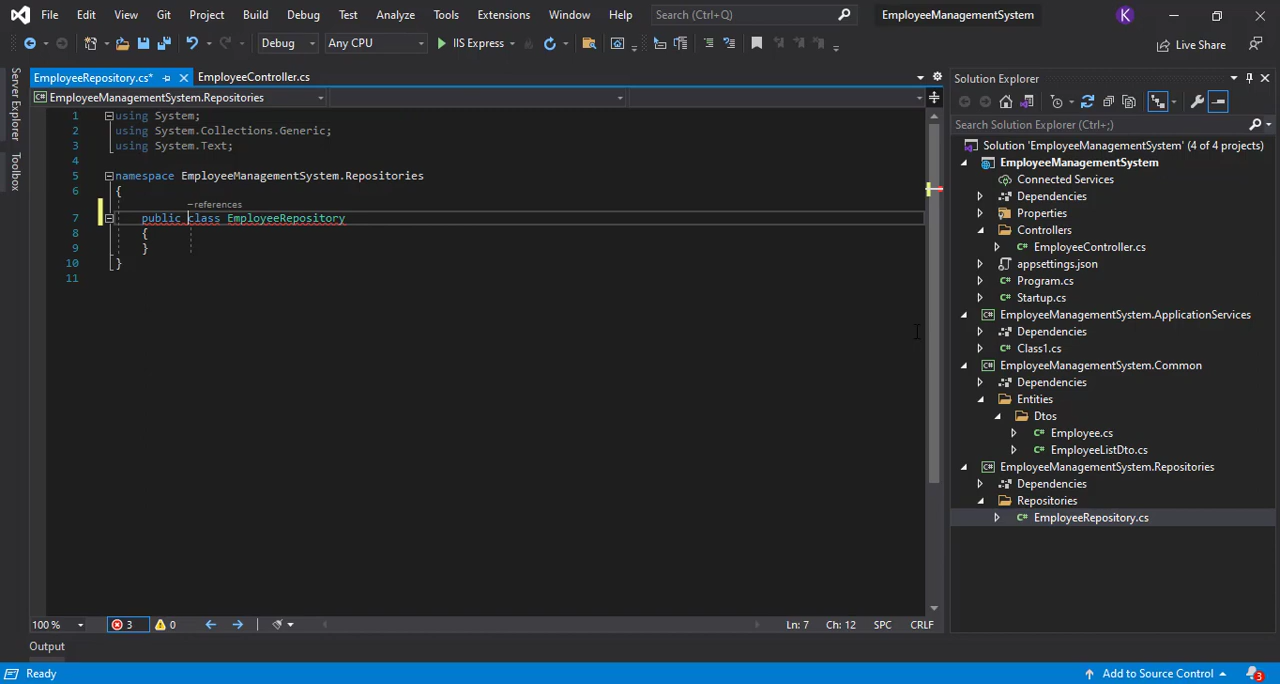 File Edit View Git Project Build Debug Test Analyze Tools Extensions Window Help Search (Ctrl+Q) EmployeeManagementSystem K
Debug Any CPU IIS Express Live Share
EmployeeRepository.cs* EmployeeController.cs
EmployeeManagementSystem.Repositories
1 using System;
2 using System.Collections.Generic;
3 using System.Text;
4
5 namespace EmployeeManagementSystem.Repositories
6 {
–references
7 public class EmployeeRepository
8 {
9 }
10 }
11
Server Explorer
Toolbox
Solution Explorer
Search Solution Explorer (Ctrl+;)
Solution 'EmployeeManagementSystem' (4 of 4 projects)
EmployeeManagementSystem
Connected Services
Dependencies
Properties
Controllers
C# EmployeeController.cs
appsettings.json
C# Program.cs
C# Startup.cs
C# EmployeeManagementSystem.ApplicationServices
Dependencies
C# Class1.cs
C# EmployeeManagementSystem.Common
Dependencies
Entities
Dtos
C# Employee.cs
C# EmployeeListDto.cs
C# EmployeeManagementSystem.Repositories
Dependencies
Repositories
C# EmployeeRepository.cs
100 % 3 0 Ln: 7 Ch: 12 SPC CRLF
Output
Ready Add to Source Control 3